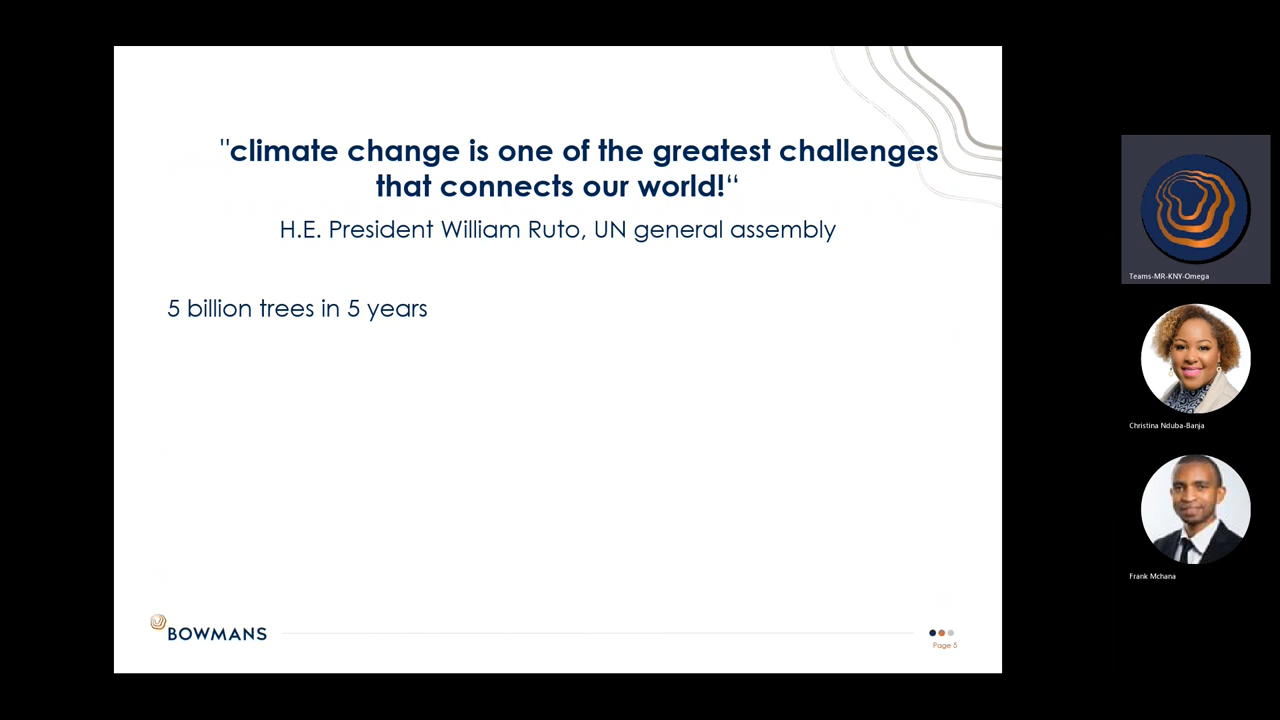 "climate change is one of the greatest challenges
that connects our world!“
H.E. President William Ruto, UN general assembly
5 billion trees in 5 years
BOWMANS
Page 5
Teams-MR-KNY-Omega
Christina Nduba-Banja
Frank Mchana